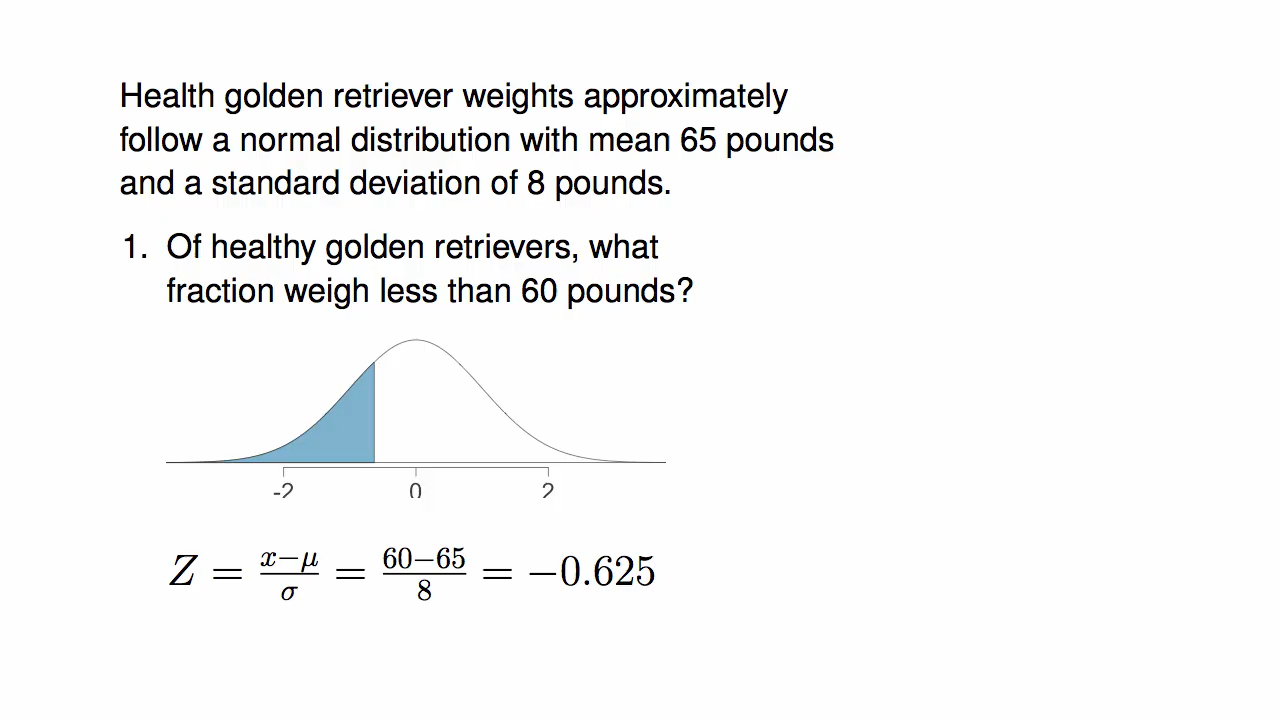 Health golden retriever weights approximately
follow a normal distribution with mean 65 pounds
and a standard deviation of 8 pounds.
1. Of healthy golden retrievers, what
fraction weigh less than 60 pounds?
-2 0 2
Z = x−μ/σ = 60−65/8 = −0.625